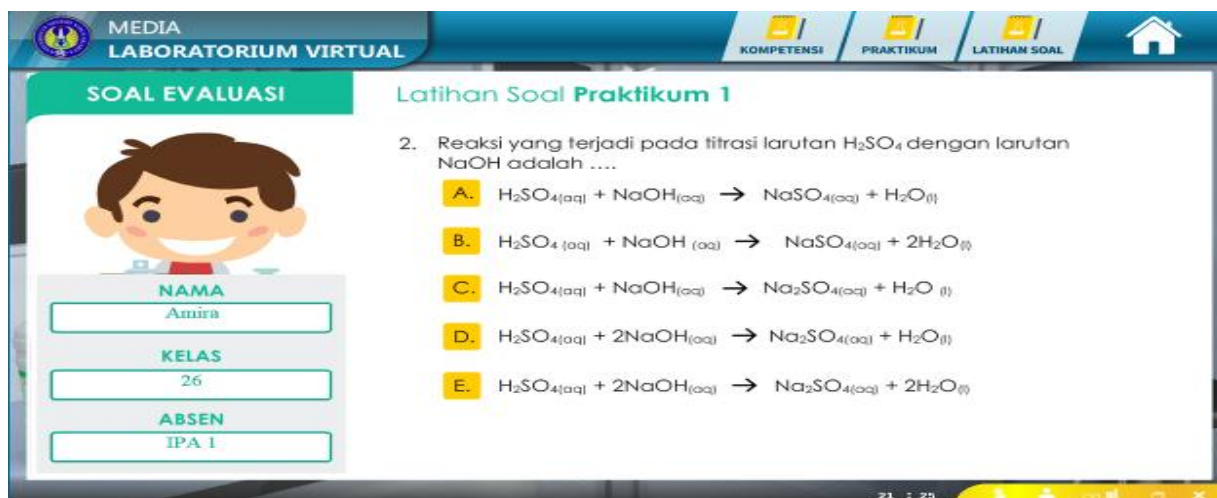 MEDIA
LABORATORIUM VIRTUAL
KOMPETENSI
PRAKTIKUM
LATIHAN SOAL
SOAL EVALUASI
Latihan Soal Praktikum 1
2. Reaksi yang terjadi pada titrasi larutan H₂SO₄ dengan larutan
NaOH adalah ....
A. H₂SO₄(aq) + NaOH(aq) → NaSO₄(aq) + H₂O(l)
B. H₂SO₄ (aq) + NaOH (aq) → NaSO₄(aq) + 2H₂O(l)
C. H₂SO₄(aq) + NaOH(aq) → Na₂SO₄(aq) + H₂O (l)
D. H₂SO₄(aq) + 2NaOH(aq) → Na₂SO₄(aq) + H₂O(l)
E. H₂SO₄(aq) + 2NaOH(aq) → Na₂SO₄(aq) + 2H₂O(l)
NAMA
Amira
KELAS
26
ABSEN
IPA 1
21 : 25